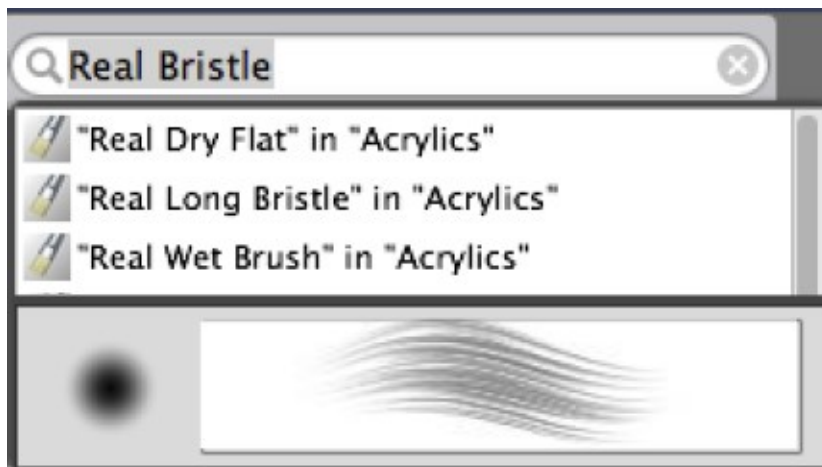 Real Bristle
"Real Dry Flat" in "Acrylics"
"Real Long Bristle" in "Acrylics"
"Real Wet Brush" in "Acrylics"